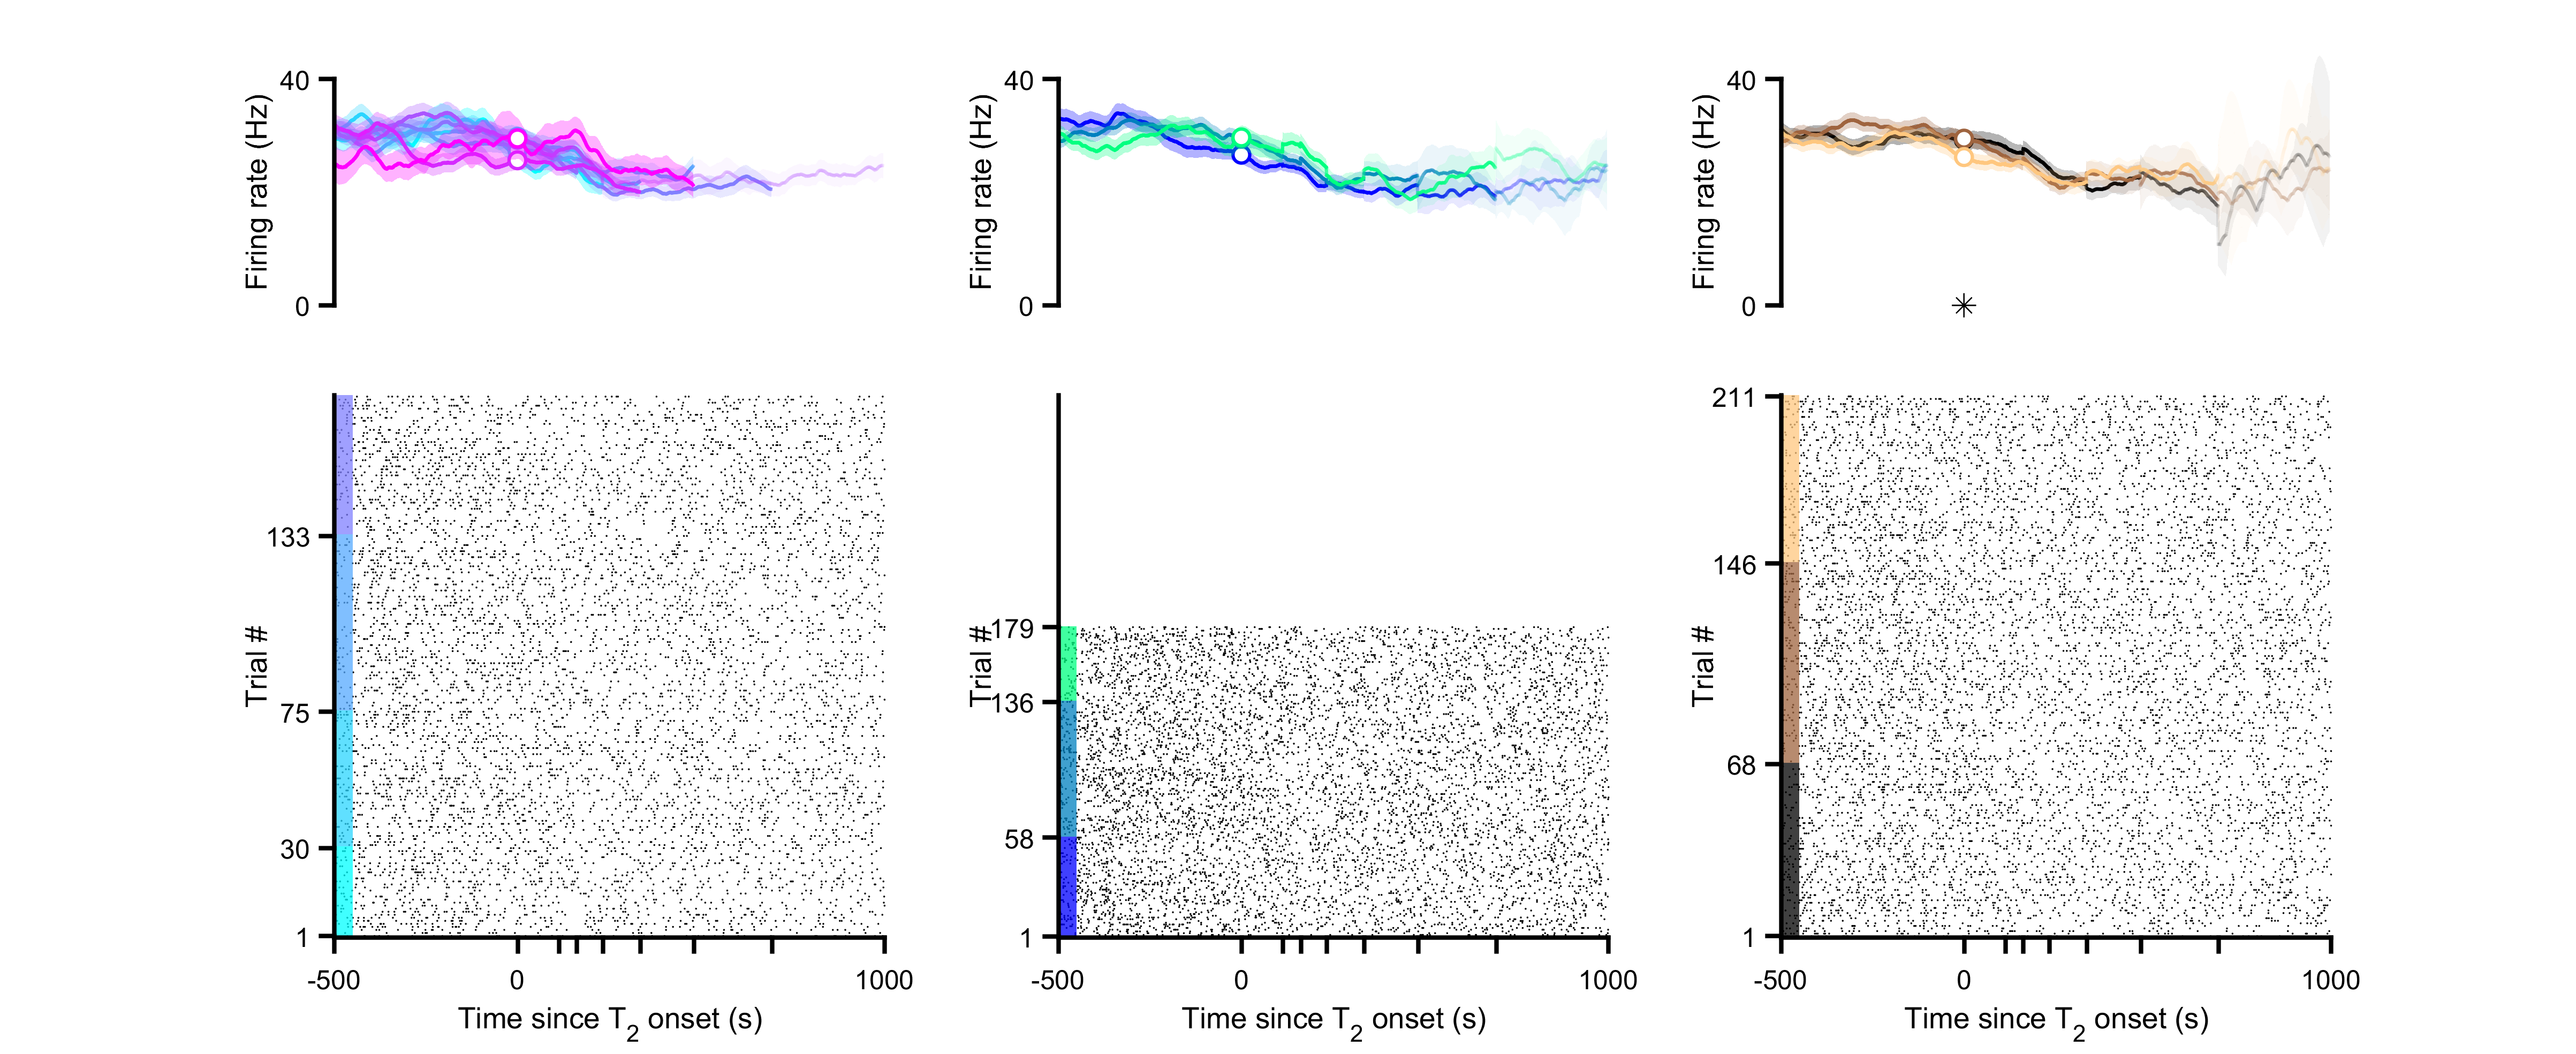 40
Firing rate (Hz)
0
40
Firing rate (Hz)
0
40
Firing rate (Hz)
0
133
75
30
1
Trial #
-500 0 1000
Time since T2 onset (s)
179
136
58
1
Trial #
-500 0 1000
Time since T2 onset (s)
211
146
68
1
Trial #
-500 0 1000
Time since T2 onset (s)